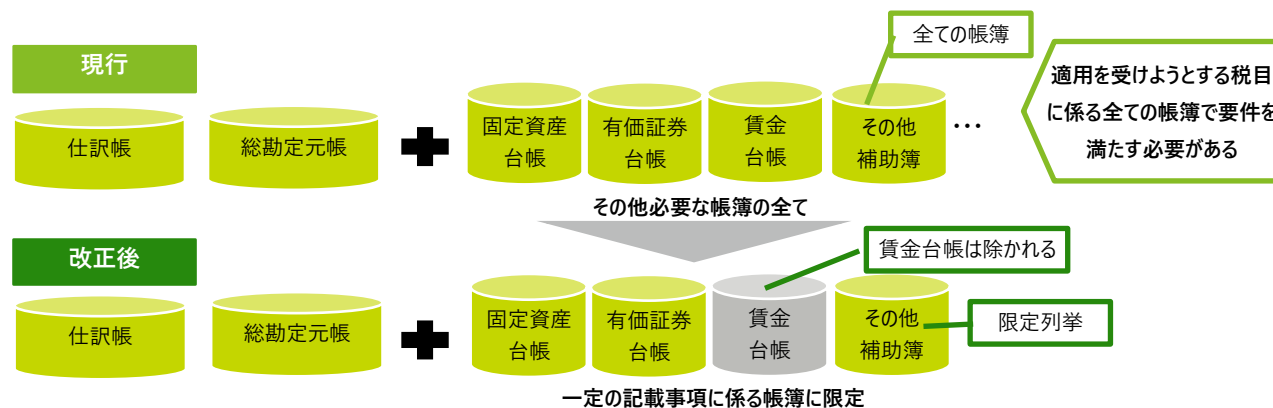 全ての帳簿
現行
仕訳帳
総勘定元帳
固定資産
台帳
有価証券
台帳
賃金
台帳
その他
補助簿
…
適用を受けようとする税目
に係る全ての帳簿で要件を
満たす必要がある
その他必要な帳簿の全て
改正後
賃金台帳は除かれる
仕訳帳
総勘定元帳
固定資産
台帳
有価証券
台帳
賃金
台帳
その他
補助簿
限定列挙
一定の記載事項に係る帳簿に限定